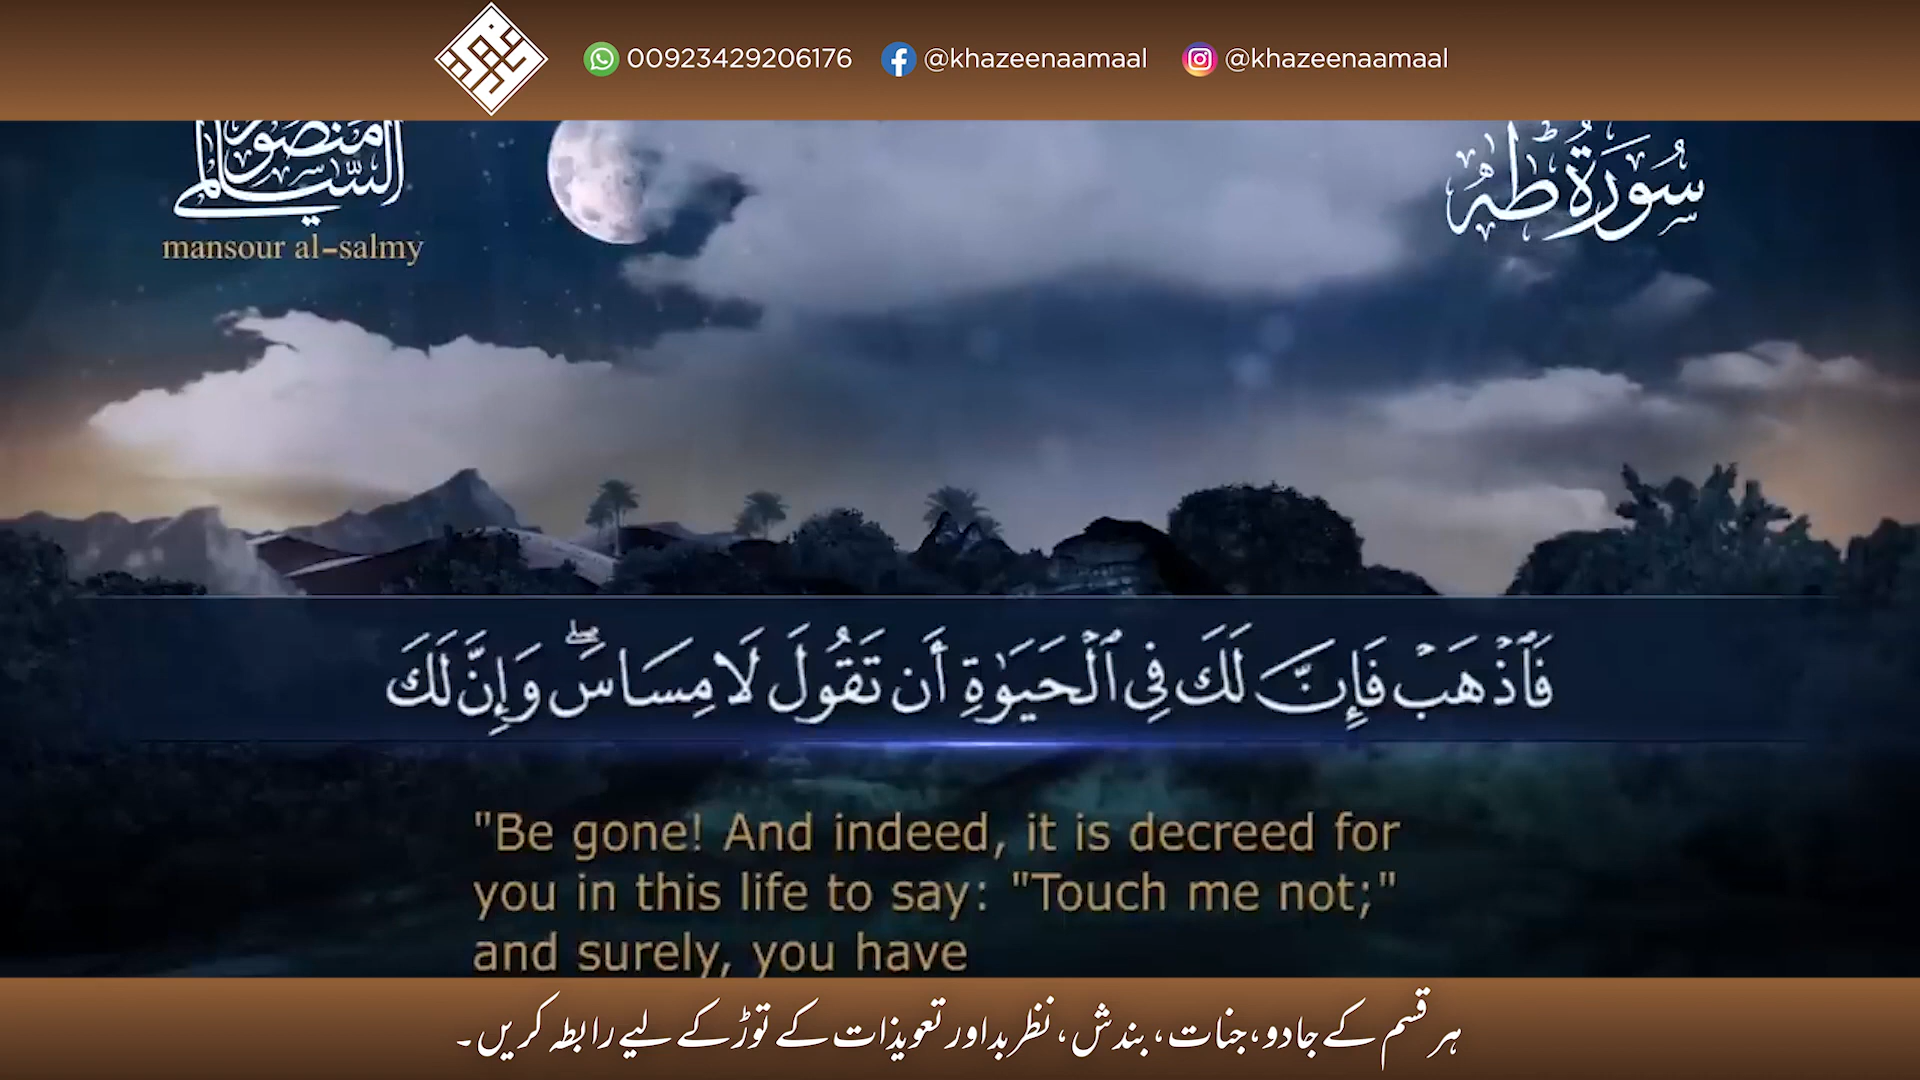 00923429206176 @khazeenaamaal @khazeenaamaal
منصور
السالمي
mansour al-salmy
سُورَةُ طه
فَٱذْهَبْ فَإِنَّ لَكَ فِى ٱلْحَيَوٰةِ أَن تَقُولَ لَا مِسَاسَ ۖ وَإِنَّ لَكَ
"Be gone! And indeed, it is decreed for
you in this life to say: "Touch me not;"
and surely, you have
ہر قسم کے جادو، جنات، بندش، نظر بد اور تعویذات کے توڑ کے لیے رابطہ کریں۔